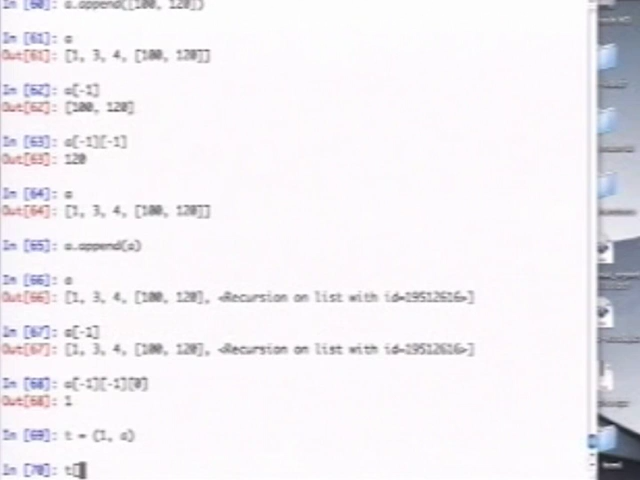 In [60]: a.append([100, 120])
In [61]: a
Out[61]: [1, 3, 4, [100, 120]]
In [62]: a[-1]
Out[62]: [100, 120]
In [63]: a[-1][-1]
Out[63]: 120
In [64]: a
Out[64]: [1, 3, 4, [100, 120]]
In [65]: a.append(a)
In [66]: a
Out[66]: [1, 3, 4, [100, 120], <Recursion on list with id=19512616>]
In [67]: a[-1]
Out[67]: [1, 3, 4, [100, 120], <Recursion on list with id=19512616>]
In [68]: a[-1][-1][0]
Out[68]: 1
In [69]: t = (1, a)
In [70]: t[